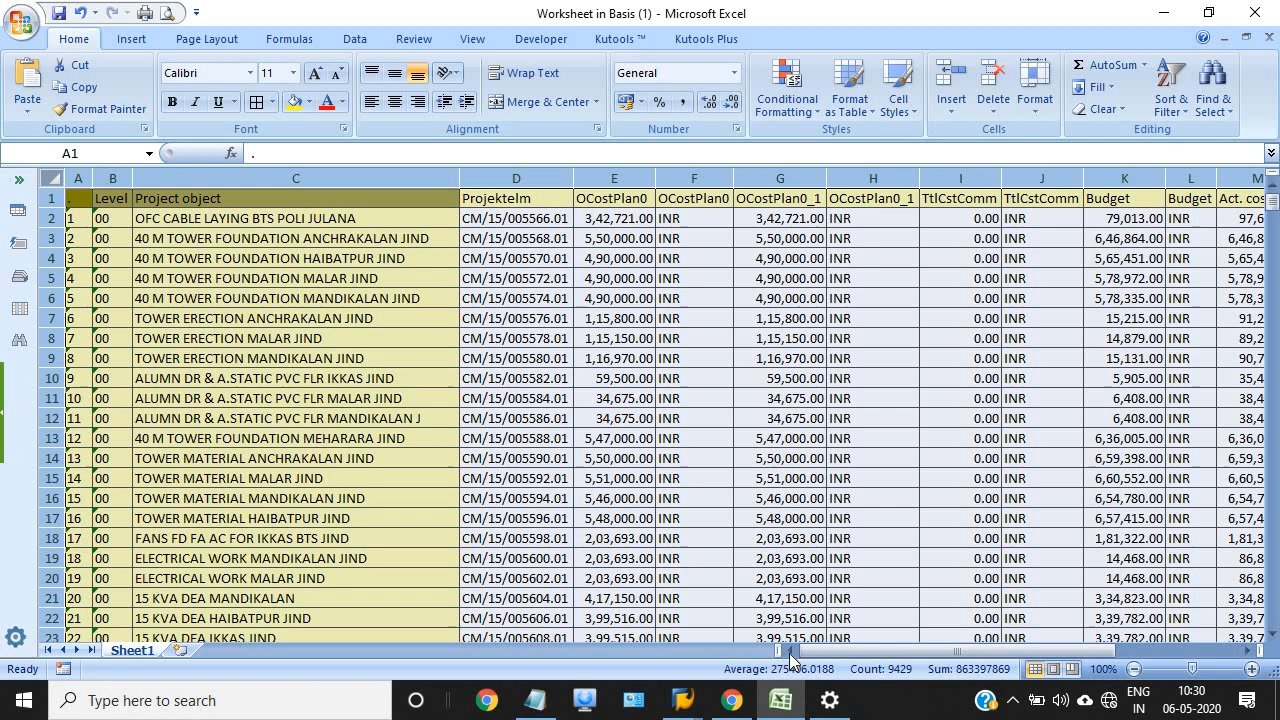 Worksheet in Basis (1) - Microsoft Excel
Home Insert Page Layout Formulas Data Review View Developer Kutools ™ Kutools Plus
Paste Cut Copy Format Painter Clipboard
Calibri 11 B I U A Font
Wrap Text Merge & Center Alignment
General % , Number
Conditional Formatting Format as Table Cell Styles Styles
Insert Delete Format Cells
AutoSum Fill Clear Sort & Filter Find & Select Editing
A1 fx .
A B C D E F G H I J K L M
1 . Level Project object Projektelm OCostPlan0 OCostPlan0 OCostPlan0_1 OCostPlan0_1 TtlCstComm TtlCstComm Budget Budget Act. cos
2 1 00 OFC CABLE LAYING BTS POLI JULANA CM/15/005566.01 3,42,721.00 INR 3,42,721.00 INR 0.00 INR 79,013.00 INR 97,6
3 2 00 40 M TOWER FOUNDATION ANCHRAKALAN JIND CM/15/005568.01 5,50,000.00 INR 5,50,000.00 INR 0.00 INR 6,46,864.00 INR 6,46,8
4 3 00 40 M TOWER FOUNDATION HAIBATPUR JIND CM/15/005570.01 4,90,000.00 INR 4,90,000.00 INR 0.00 INR 5,65,451.00 INR 5,65,4
5 4 00 40 M TOWER FOUNDATION MALAR JIND CM/15/005572.01 4,90,000.00 INR 4,90,000.00 INR 0.00 INR 5,78,972.00 INR 5,78,9
6 5 00 40 M TOWER FOUNDATION MANDIKALAN JIND CM/15/005574.01 4,90,000.00 INR 4,90,000.00 INR 0.00 INR 5,78,335.00 INR 5,78,3
7 6 00 TOWER ERECTION ANCHRAKALAN JIND CM/15/005576.01 1,15,800.00 INR 1,15,800.00 INR 0.00 INR 15,215.00 INR 91,2
8 7 00 TOWER ERECTION MALAR JIND CM/15/005578.01 1,15,150.00 INR 1,15,150.00 INR 0.00 INR 14,879.00 INR 89,2
9 8 00 TOWER ERECTION MANDIKALAN JIND CM/15/005580.01 1,16,970.00 INR 1,16,970.00 INR 0.00 INR 15,131.00 INR 90,7
10 9 00 ALUMN DR & A.STATIC PVC FLR IKKAS JIND CM/15/005582.01 59,500.00 INR 59,500.00 INR 0.00 INR 5,905.00 INR 35,4
11 10 00 ALUMN DR & A.STATIC PVC FLR MALAR JIND CM/15/005584.01 34,675.00 INR 34,675.00 INR 0.00 INR 6,408.00 INR 38,4
12 11 00 ALUMN DR & A.STATIC PVC FLR MANDIKALAN J CM/15/005586.01 34,675.00 INR 34,675.00 INR 0.00 INR 6,408.00 INR 38,4
13 12 00 40 M TOWER FOUNDATION MEHARARA JIND CM/15/005588.01 5,47,000.00 INR 5,47,000.00 INR 0.00 INR 6,36,005.00 INR 6,36,0
14 13 00 TOWER MATERIAL ANCHRAKALAN JIND CM/15/005590.01 5,50,000.00 INR 5,50,000.00 INR 0.00 INR 6,59,398.00 INR 6,59,3
15 14 00 TOWER MATERIAL MALAR JIND CM/15/005592.01 5,51,000.00 INR 5,51,000.00 INR 0.00 INR 6,60,552.00 INR 6,60,5
16 15 00 TOWER MATERIAL MANDIKALAN JIND CM/15/005594.01 5,46,000.00 INR 5,46,000.00 INR 0.00 INR 6,54,780.00 INR 6,54,7
17 16 00 TOWER MATERIAL HAIBATPUR JIND CM/15/005596.01 5,48,000.00 INR 5,48,000.00 INR 0.00 INR 6,57,415.00 INR 6,57,4
18 17 00 FANS FD FA AC FOR IKKAS BTS JIND CM/15/005598.01 2,03,693.00 INR 2,03,693.00 INR 0.00 INR 1,81,322.00 INR 1,81,3
19 18 00 ELECTRICAL WORK MANDIKALAN JIND CM/15/005600.01 2,03,693.00 INR 2,03,693.00 INR 0.00 INR 14,468.00 INR 86,8
20 19 00 ELECTRICAL WORK MALAR JIND CM/15/005602.01 2,03,693.00 INR 2,03,693.00 INR 0.00 INR 14,468.00 INR 86,8
21 20 00 15 KVA DEA MANDIKALAN CM/15/005604.01 4,17,150.00 INR 4,17,150.00 INR 0.00 INR 3,34,823.00 INR 3,34,8
22 21 00 15 KVA DEA HAIBATPUR JIND CM/15/005606.01 3,99,516.00 INR 3,99,516.00 INR 0.00 INR 3,39,782.00 INR 3,39,7
23 22 00 15 KVA DEA IKKAS JIND CM/15/005608.01 3,99,515.00 INR 3,99,515.00 INR 0.00 INR 3,39,782.00 INR 3,39,7
Sheet1
Ready Count: 9429 Sum: 863397869 100%
Type here to search ENG IN 10:30 06-05-2020